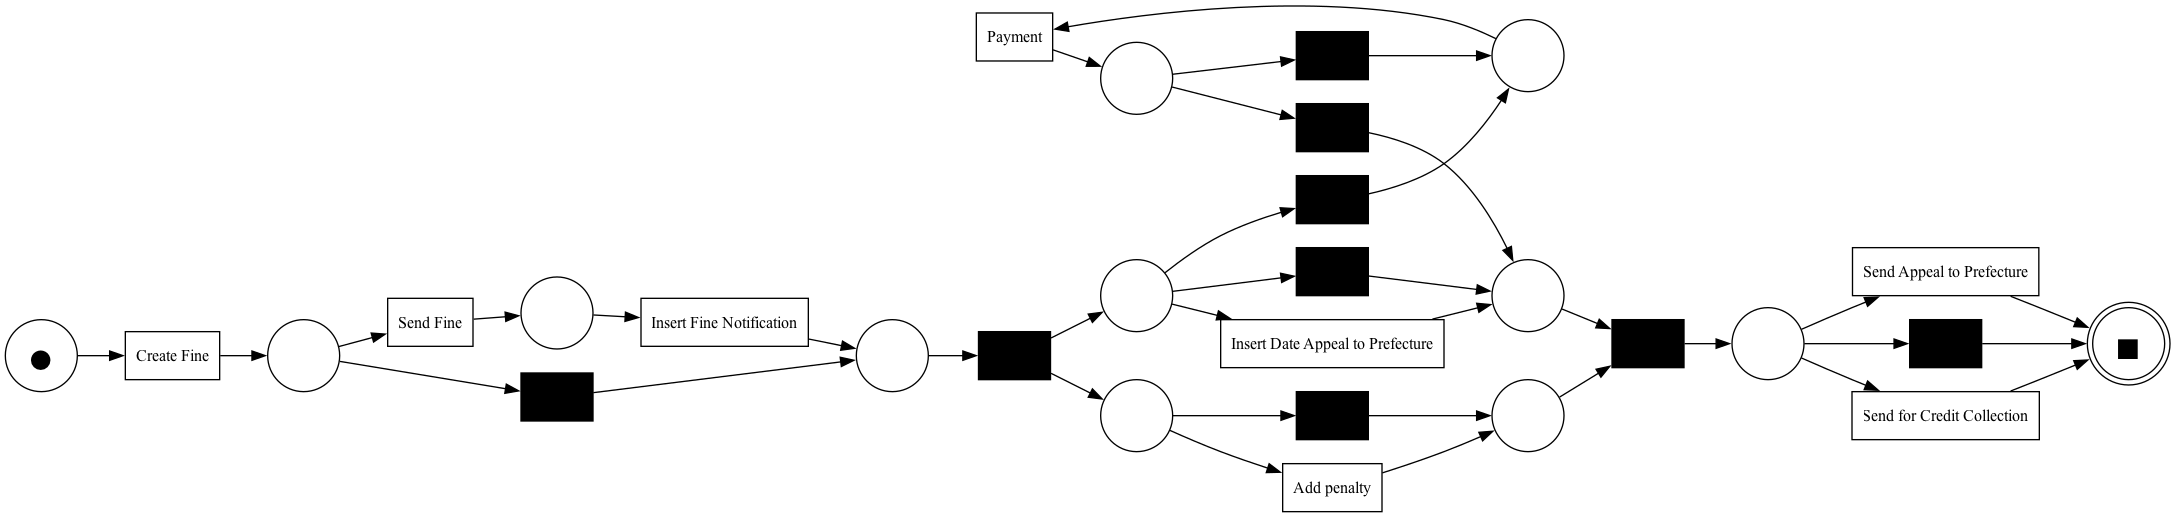 Payment
Create Fine
Send Fine
Insert Fine Notification
Insert Date Appeal to Prefecture
Add penalty
Send Appeal to Prefecture
Send for Credit Collection